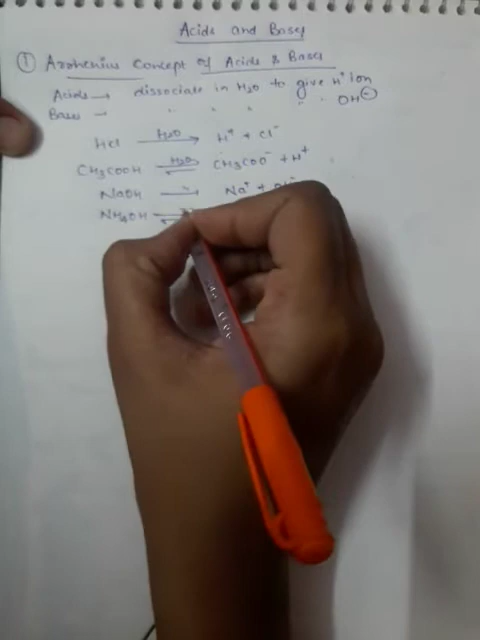 Acids and Bases
① Arrhenius Concept of Acids & Bases
Acids → dissociate in H₂O to give H⁺ Ion
Bases → " " " " " OH⁻
HCl —H₂O→ H⁺ + Cl⁻
CH₃COOH ⇌H₂O CH₃COO⁻ + H⁺
NaOH —"→ Na⁺ +
NH₄OH ⇌